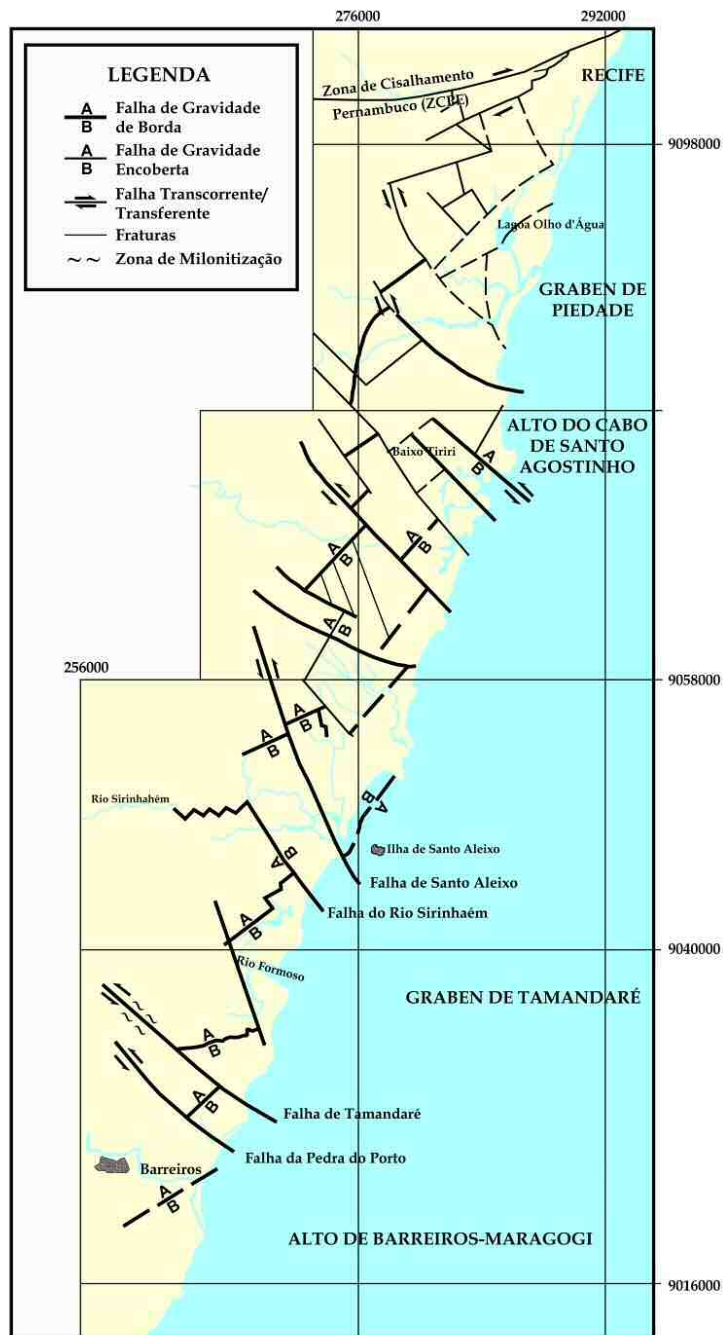 276000
292000
LEGENDA
A
B
Falha de Gravidade
de Borda
A
B
Falha de Gravidade
Encoberta
Falha Transcorrente/
Transferente
Fraturas
Zona de Milonitização
Zona de Cisalhamento
Pernambuco (ZCPE)
RECIFE
9098000
Lagoa Olho d'Água
GRABEN DE
PIEDADE
ALTO DO CABO
DE SANTO
AGOSTINHO
Baixo Tiriri
A
B
A
B
A
B
A
B
256000
9058000
A
B
A
B
A
B
Rio Sirinhahém
Ilha de Santo Aleixo
A
B
Falha de Santo Aleixo
Falha do Rio Sirinhaém
A
B
9040000
Rio Formoso
GRABEN DE TAMANDARÉ
A
B
A
B
Falha de Tamandaré
Falha da Pedra do Porto
Barreiros
A
B
ALTO DE BARREIROS-MARAGOGI
9016000